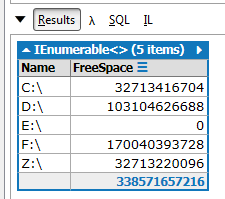 Results λ SQL IL
IEnumerable<> (5 items)
Name FreeSpace
C:\ 32713416704
D:\ 103104626688
E:\ 0
F:\ 170040393728
Z:\ 32713220096
338571657216